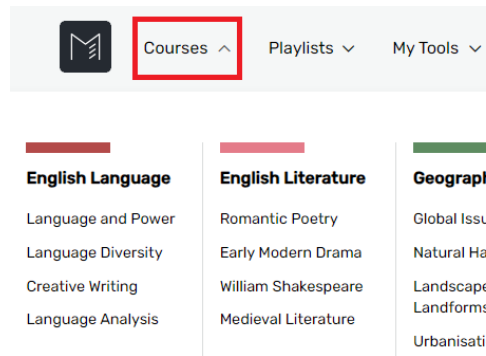 Courses Playlists My Tools
English Language
Language and Power
Language Diversity
Creative Writing
Language Analysis
English Literature
Romantic Poetry
Early Modern Drama
William Shakespeare
Medieval Literature
Geograph
Global Issu
Natural Ha
Landscape
Landforms
Urbanisati